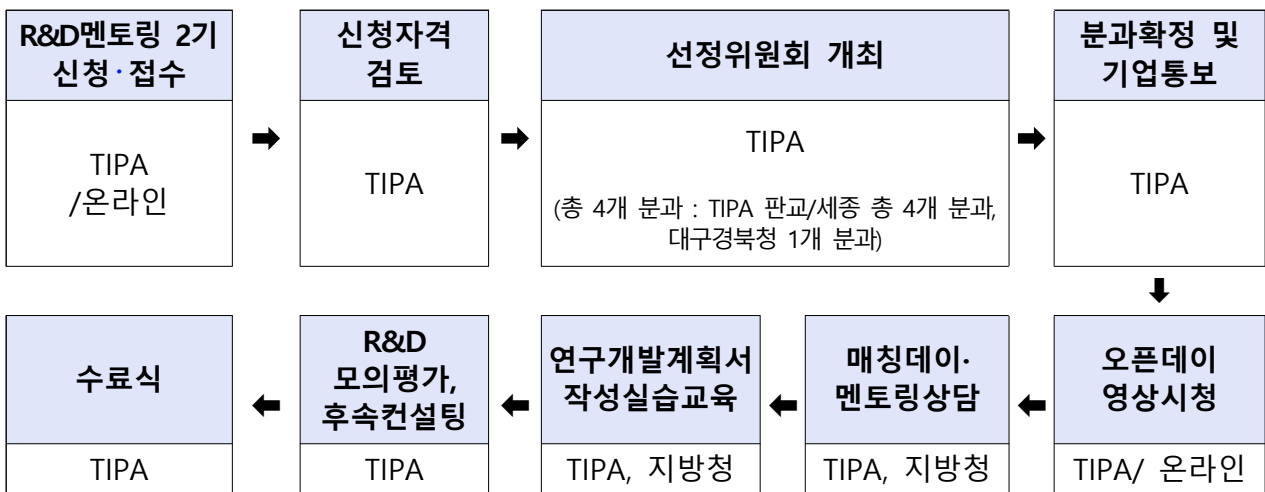 R&D멘토링 2기
신청·접수
TIPA
/온라인
신청자격
검토
TIPA
선정위원회 개최
TIPA
(총 4개 분과 : TIPA 판교/세종 총 4개 분과,
대구경북청 1개 분과)
분과확정 및
기업통보
TIPA
오픈데이
영상시청
TIPA/ 온라인
매칭데이·
멘토링상담
TIPA, 지방청
연구개발계획서
작성실습교육
TIPA, 지방청
R&D
모의평가,
후속컨설팅
TIPA
수료식
TIPA